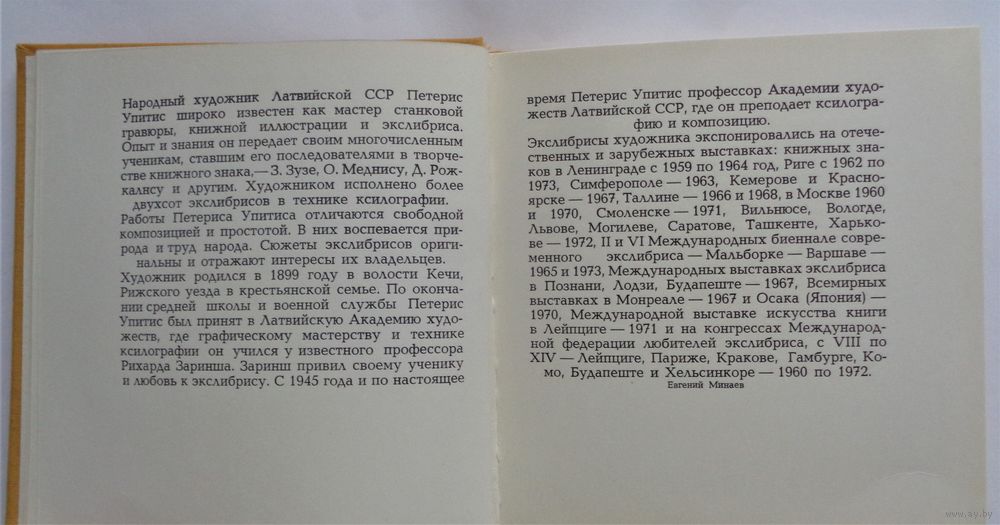 Народный художник Латвийской ССР Петерис
Упитис широко известен как мастер станковой
гравюры, книжной иллюстрации и экслибриса.
Опыт и знания он передает своим многочисленным
ученикам, ставшим его последователями в творче-
стве книжного знака,— З. Зузе, О. Меднису, Д. Рож-
калнсу и другим. Художником исполнено более
двухсот экслибрисов в технике ксилографии.
Работы Петериса Упитиса отличаются свободной
композицией и простотой. В них воспевается при-
рода и труд народа. Сюжеты экслибрисов ориги-
нальны и отражают интересы их владельцев.
Художник родился в 1899 году в волости Кечи,
Рижского уезда в крестьянской семье. По оконча-
нии средней школы и военной службы Петерис
Упитис был принят в Латвийскую Академию худо-
жеств, где графическому мастерству и технике
ксилографии он учился у известного профессора
Рихарда Зариньша. Заринш привил своему ученику
и любовь к экслибрису. С 1945 года и по настоящее
время Петерис Упитис профессор Академии худо-
жеств Латвийской ССР, где он преподает ксилогра-
фию и композицию.
Экслибрисы художника экспонировались на отече-
ственных и зарубежных выставках: книжных зна-
ков в Ленинграде с 1959 по 1964 год, Риге с 1962 по
1973, Симферополе — 1963, Кемерове и Красно-
ярске — 1967, Таллине — 1966 и 1968, в Москве 1960
и 1970, Смоленске — 1971, Вильнюсе, Вологде,
Львове, Могилеве, Саратове, Ташкенте, Харько-
ве — 1972, II и VI Международных биеннале совре-
менного экслибриса — Мальборке — Варшаве —
1965 и 1973, Международных выставках экслибриса
в Познани, Лодзи, Будапеште — 1967, Всемирных
выставках в Монреале — 1967 и Осака (Япония) —
1970, Международной выставке искусства книги
в Лейпциге — 1971 и на конгрессах Международ-
ной федерации любителей экслибриса, с VIII по
XIV — Лейпциге, Париже, Кракове, Гамбурге, Ко-
мо, Будапеште и Хельсинкоре — 1960 по 1972.
Евгений Минаев
www.ay.by